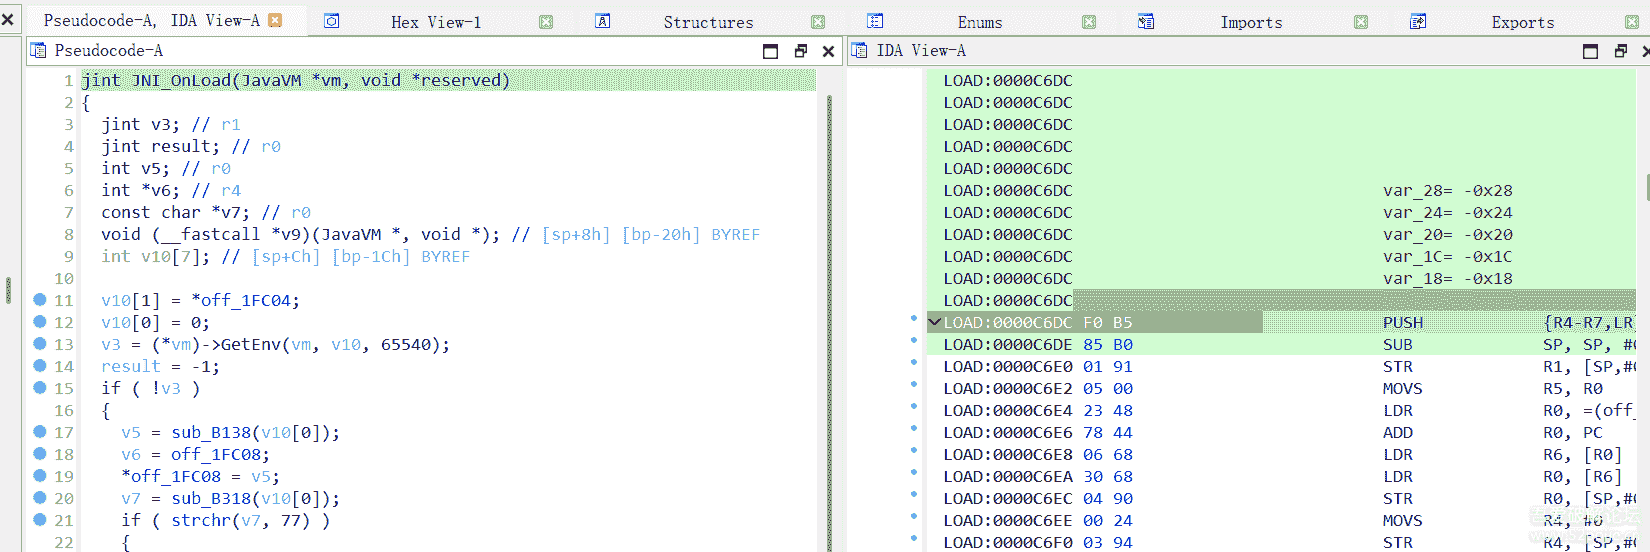 Pseudocode-A, IDA View-A
Hex View-1
Structures
Enums
Imports
Exports
Pseudocode-A
1 jint JNI_OnLoad(JavaVM *vm, void *reserved)
2 {
3 jint v3; // r1
4 jint result; // r0
5 int v5; // r0
6 int *v6; // r4
7 const char *v7; // r0
8 void (__fastcall *v9)(JavaVM *, void *); // [sp+8h] [bp-20h] BYREF
9 int v10[7]; // [sp+Ch] [bp-1Ch] BYREF
10
11 v10[1] = *off_1FC04;
12 v10[0] = 0;
13 v3 = (*vm)->GetEnv(vm, v10, 65540);
14 result = -1;
15 if ( !v3 )
16 {
17 v5 = sub_B138(v10[0]);
18 v6 = off_1FC08;
19 *off_1FC08 = v5;
20 v7 = sub_B318(v10[0]);
21 if ( strchr(v7, 77) )
22 {
IDA View-A
LOAD:0000C6DC
LOAD:0000C6DC
LOAD:0000C6DC
LOAD:0000C6DC
LOAD:0000C6DC
LOAD:0000C6DC var_28= -0x28
LOAD:0000C6DC var_24= -0x24
LOAD:0000C6DC var_20= -0x20
LOAD:0000C6DC var_1C= -0x1C
LOAD:0000C6DC var_18= -0x18
LOAD:0000C6DC
LOAD:0000C6DC F0 B5 PUSH {R4-R7,LR
LOAD:0000C6DE 85 B0 SUB SP, SP, #
LOAD:0000C6E0 01 91 STR R1, [SP,#
LOAD:0000C6E2 05 00 MOVS R5, R0
LOAD:0000C6E4 23 48 LDR R0, =(off_
LOAD:0000C6E6 78 44 ADD R0, PC
LOAD:0000C6E8 06 68 LDR R6, [R0]
LOAD:0000C6EA 30 68 LDR R0, [R6]
LOAD:0000C6EC 04 90 STR R0, [SP,#
LOAD:0000C6EE 00 24 MOVS R4, #0
LOAD:0000C6F0 03 94 STR R4, [SP,#